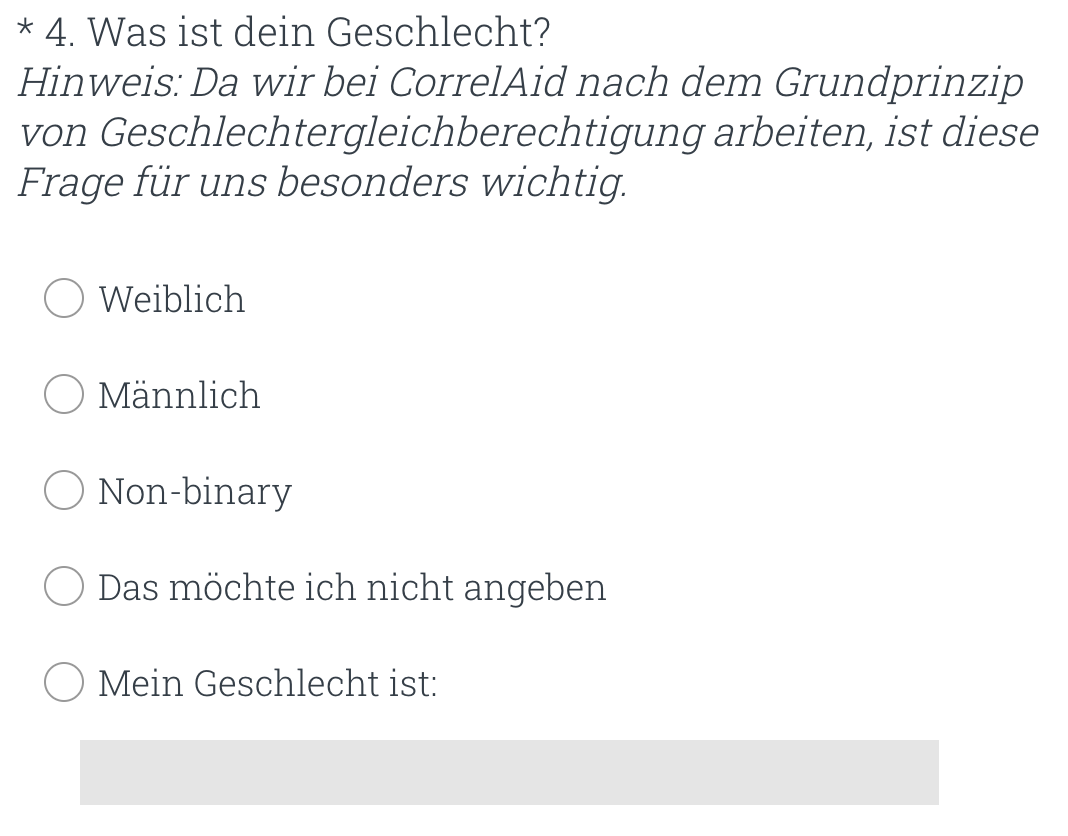 * 4. Was ist dein Geschlecht?
Hinweis: Da wir bei CorrelAid nach dem Grundprinzip
von Geschlechtergleichberechtigung arbeiten, ist diese
Frage für uns besonders wichtig.
Weiblich
Männlich
Non-binary
Das möchte ich nicht angeben
Mein Geschlecht ist: